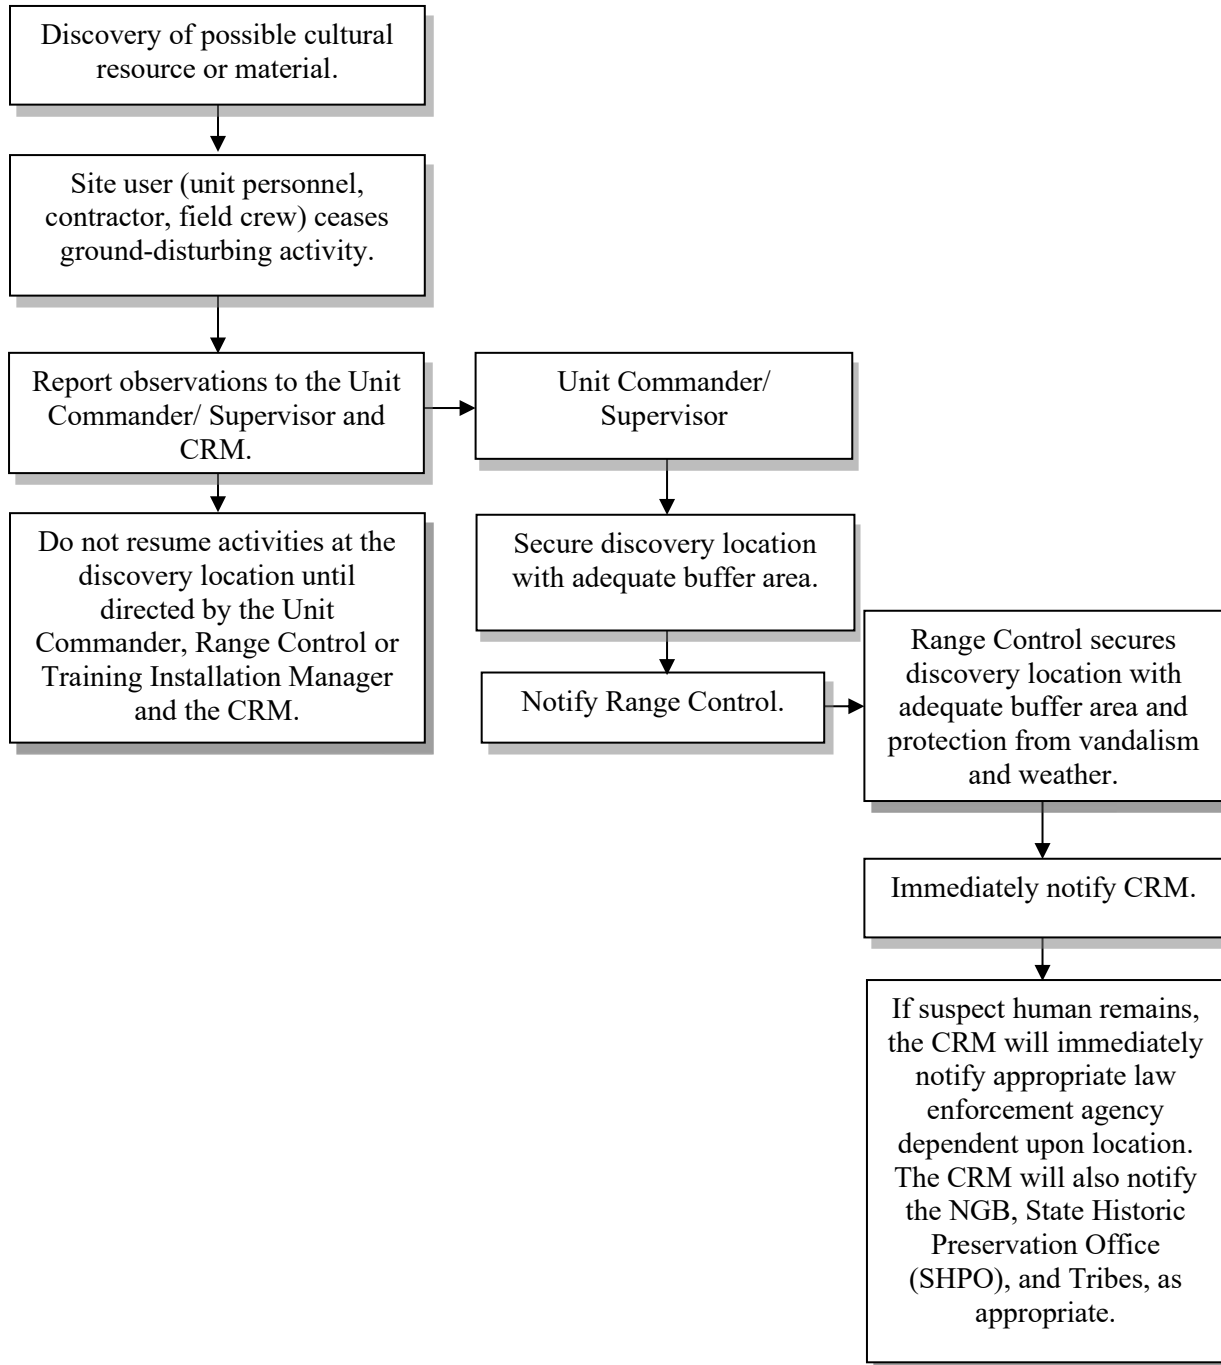 Discovery of possible cultural
resource or material.
Site user (unit personnel,
contractor, field crew) ceases
ground-disturbing activity.
Report observations to the Unit
Commander/ Supervisor and
CRM.
Do not resume activities at the
discovery location until
directed by the Unit
Commander, Range Control or
Training Installation Manager
and the CRM.
Unit Commander/
Supervisor
Secure discovery location
with adequate buffer area.
Notify Range Control.
Range Control secures
discovery location with
adequate buffer area and
protection from vandalism
and weather.
Immediately notify CRM.
If suspect human remains,
the CRM will immediately
notify appropriate law
enforcement agency
dependent upon location.
The CRM will also notify
the NGB, State Historic
Preservation Office
(SHPO), and Tribes, as
appropriate.